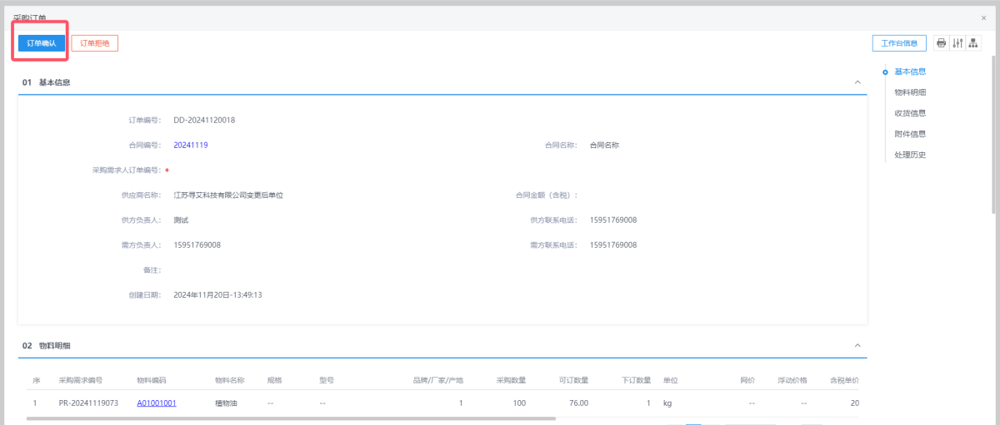 采购订单
×
订单确认 订单拒绝 工作台信息
01 基本信息
订单编号： DD-20241120018
合同编号： 20241119 合同名称： 合同名称
采购需求人订单编号：*
供应商名称： 江苏寻艾科技有限公司变更后单位 合同金额（含税）：
供方负责人： 测试 供方联系电话： 15951769008
需方负责人： 15951769008 需方联系电话： 15951769008
备注：
创建日期： 2024年11月20日-13:49:13
基本信息
物料明细
收货信息
附件信息
处理历史
02 物料明细
序 采购需求编号 物料编码 物料名称 规格 型号 品牌/厂家/产地 采购数量 可订数量 下订数量 单位 网价 浮动价格 含税单价
1 PR-20241119073 A01001001 植物油 -- -- 1 100 76.00 1 kg -- -- 20